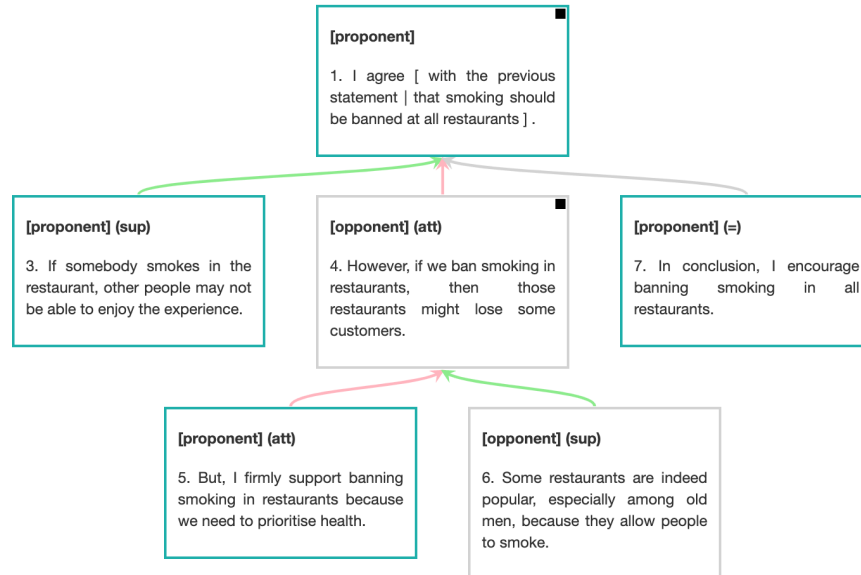 [proponent]
1. I agree [ with the previous
statement | that smoking should
be banned at all restaurants ] .
[proponent] (sup)
3. If somebody smokes in the
restaurant, other people may not
be able to enjoy the experience.
[opponent] (att)
4. However, if we ban smoking in
restaurants, then those
restaurants might lose some
customers.
[proponent] (=)
7. In conclusion, I encourage
banning smoking in all
restaurants.
[proponent] (att)
5. But, I firmly support banning
smoking in restaurants because
we need to prioritise health.
[opponent] (sup)
6. Some restaurants are indeed
popular, especially among old
men, because they allow people
to smoke.